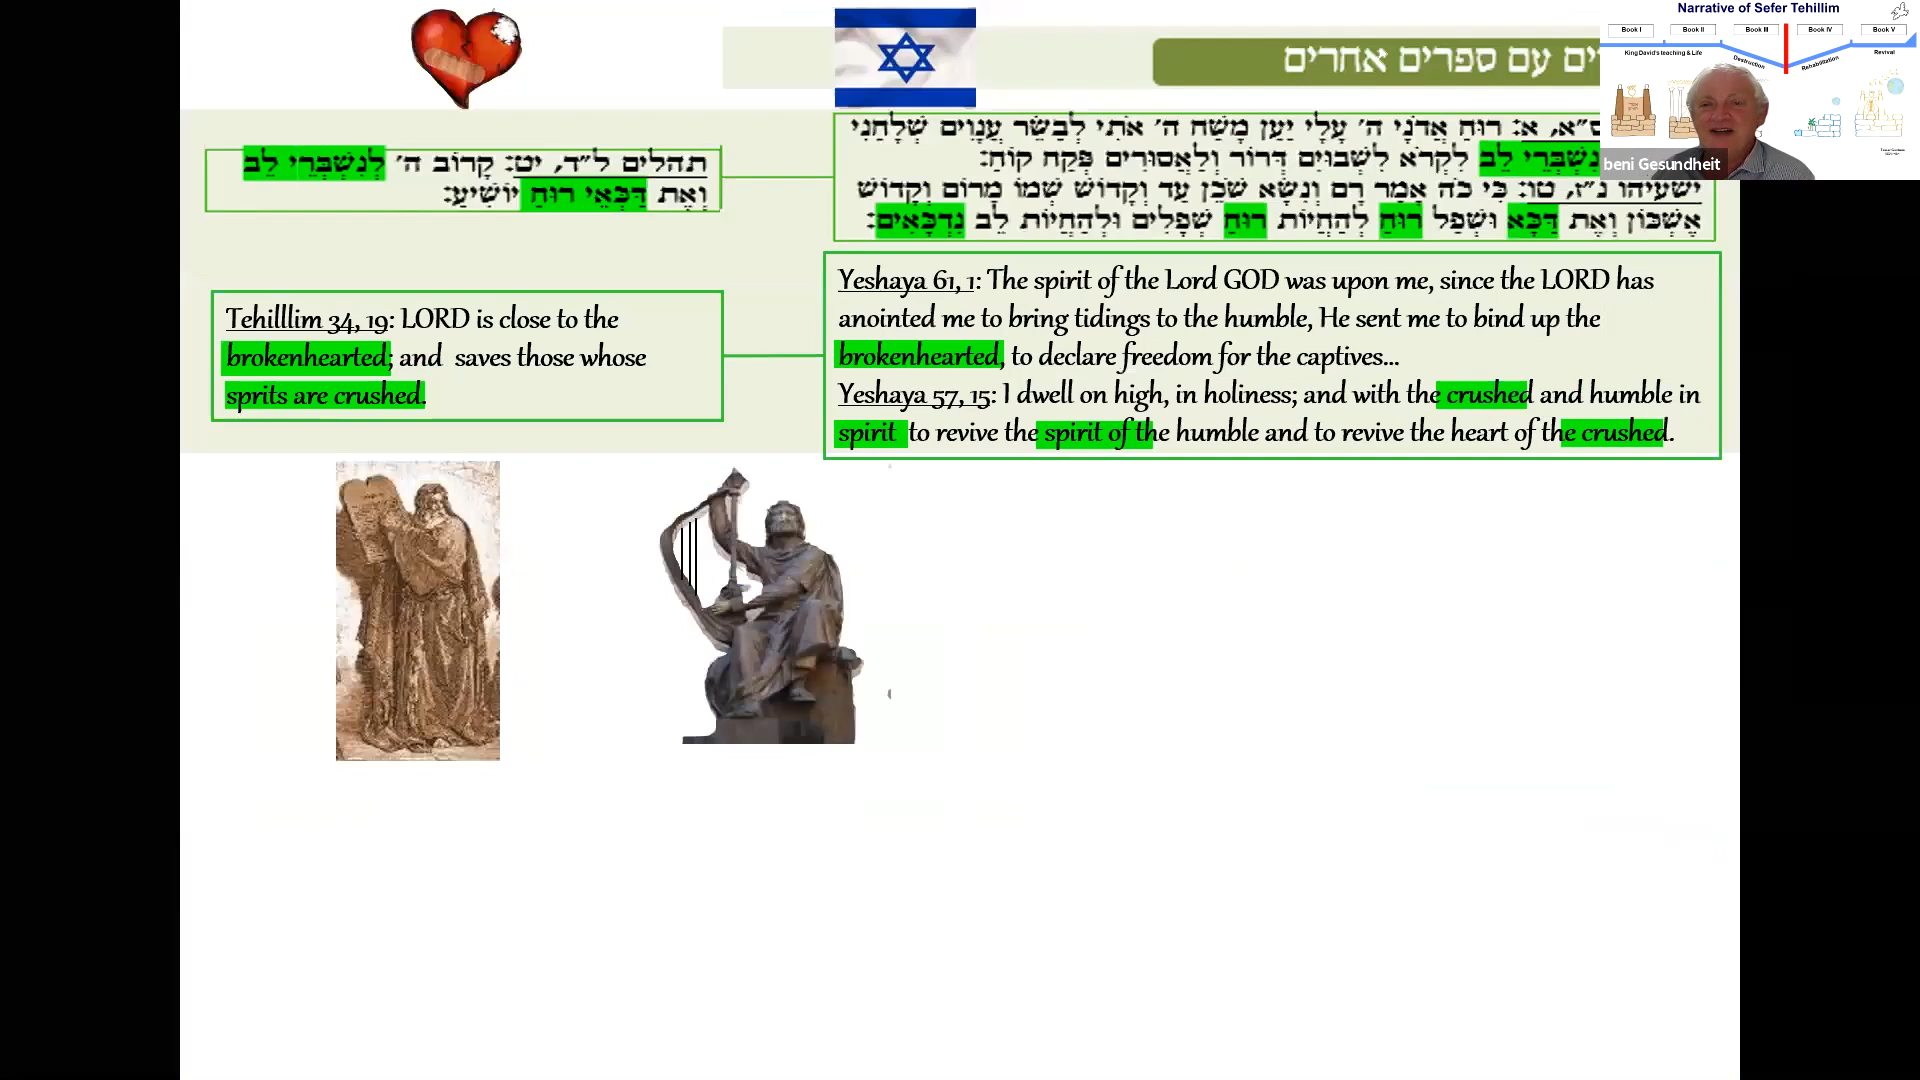 Narrative of Sefer Tehillim
Book I Book II Book III Book IV Book V
King David's teaching & Life
Destruction
Rehabilitation
Revival
beni Gesundheit
ים עם ספרים אחרים
ס״א, א: רוּחַ אֲדֹנָי ה׳ עָלָי יַעַן מָשַׁח ה׳ אֹתִי לְבַשֵּׂר עֲנָוִים שְׁלָחַנִי
נִשְׁבְּרֵי לֵב לִקְרֹא לִשְׁבוּיִם דְּרוֹר וְלַאֲסוּרִים פְּקַח קוֹחַ:
ישעיהו נ״ז, טו: כִּי כֹה אָמַר רָם וְנִשָּׂא שֹׁכֵן עַד וְקָדוֹשׁ שְׁמוֹ מָרוֹם וְקָדוֹשׁ
אֶשְׁכּוֹן וְאֶת דַּכָּא וּשְׁפַל רוּחַ לְהַחֲיוֹת רוּחַ שְׁפָלִים וּלְהַחֲיוֹת לֵב נִדְכָּאִים:
תהלים ל״ד, יט: קָרוֹב ה׳ לְנִשְׁבְּרֵי לֵב
וְאֶת דַּכְּאֵי רוּחַ יוֹשִׁיעַ:
Yeshaya 61, 1: The spirit of the Lord GOD was upon me, since the LORD has
anointed me to bring tidings to the humble, He sent me to bind up the
brokenhearted, to declare freedom for the captives...
Yeshaya 57, 15: I dwell on high, in holiness; and with the crushed and humble in
spirit to revive the spirit of the humble and to revive the heart of the crushed.
Tehilllim 34, 19: LORD is close to the
brokenhearted; and saves those whose
sprits are crushed.